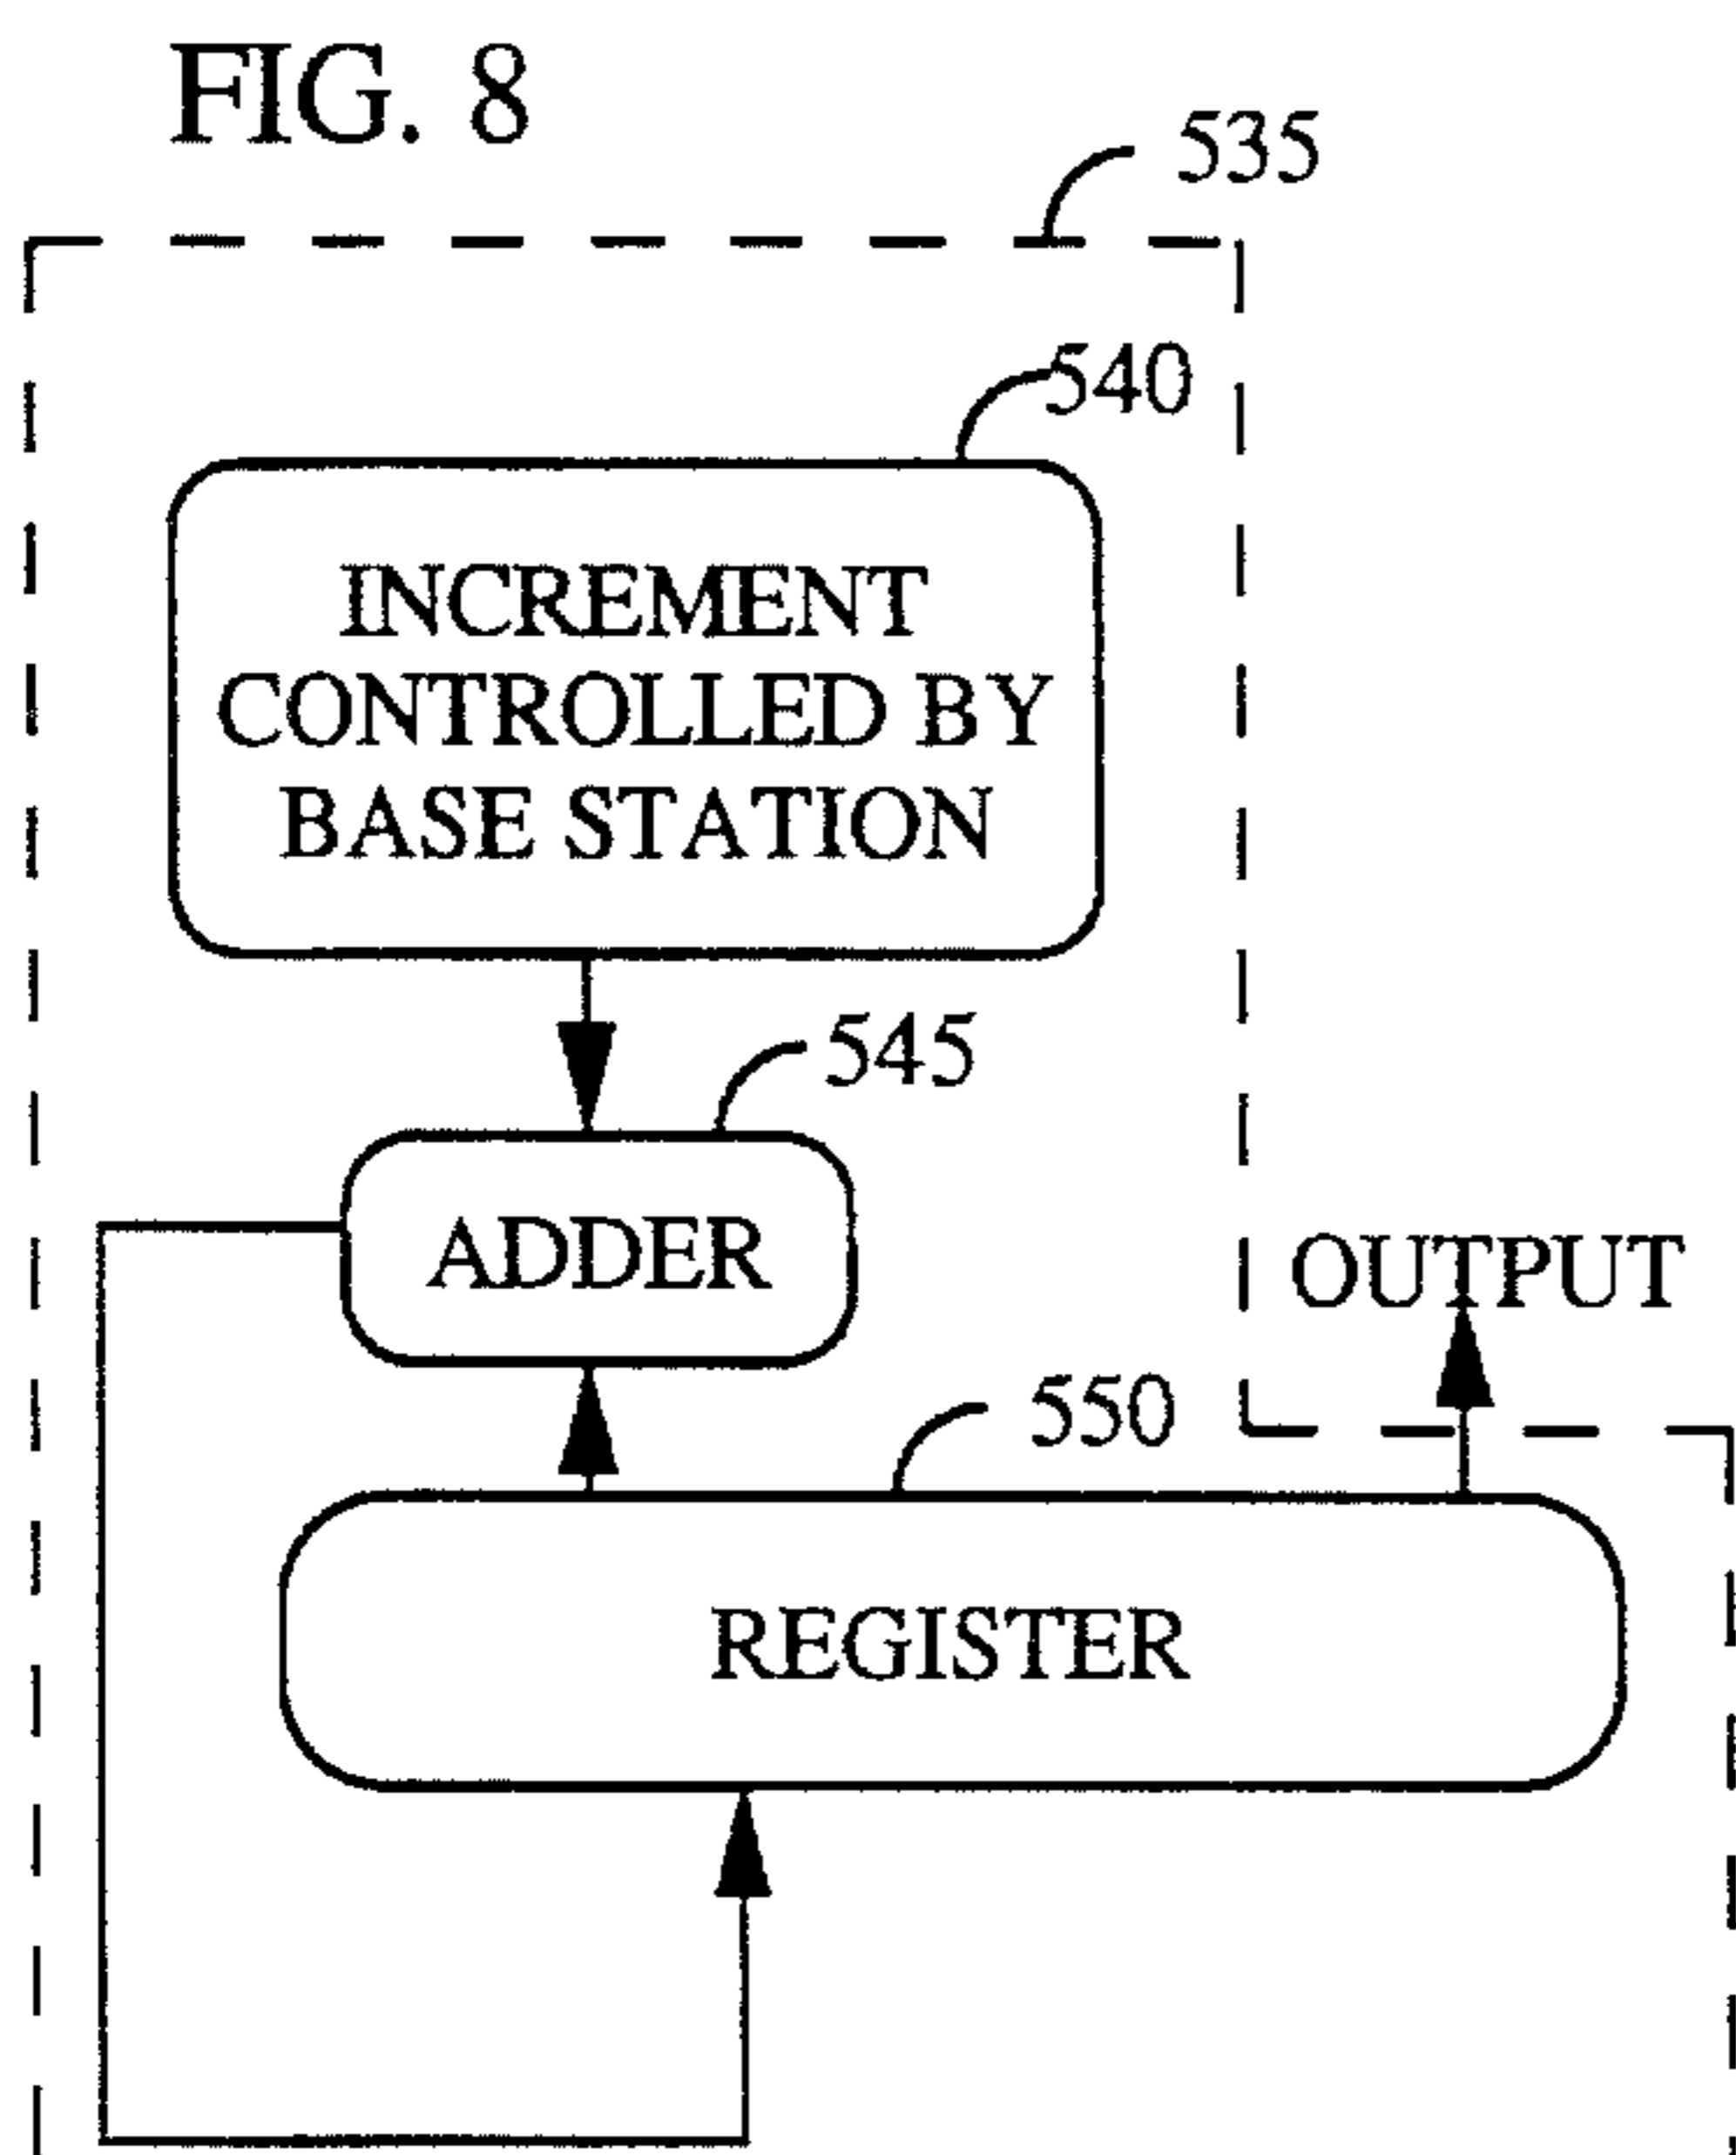 FIG. 8
535
540
INCREMENT
CONTROLLED BY
BASE STATION
545
ADDER
OUTPUT
550
REGISTER